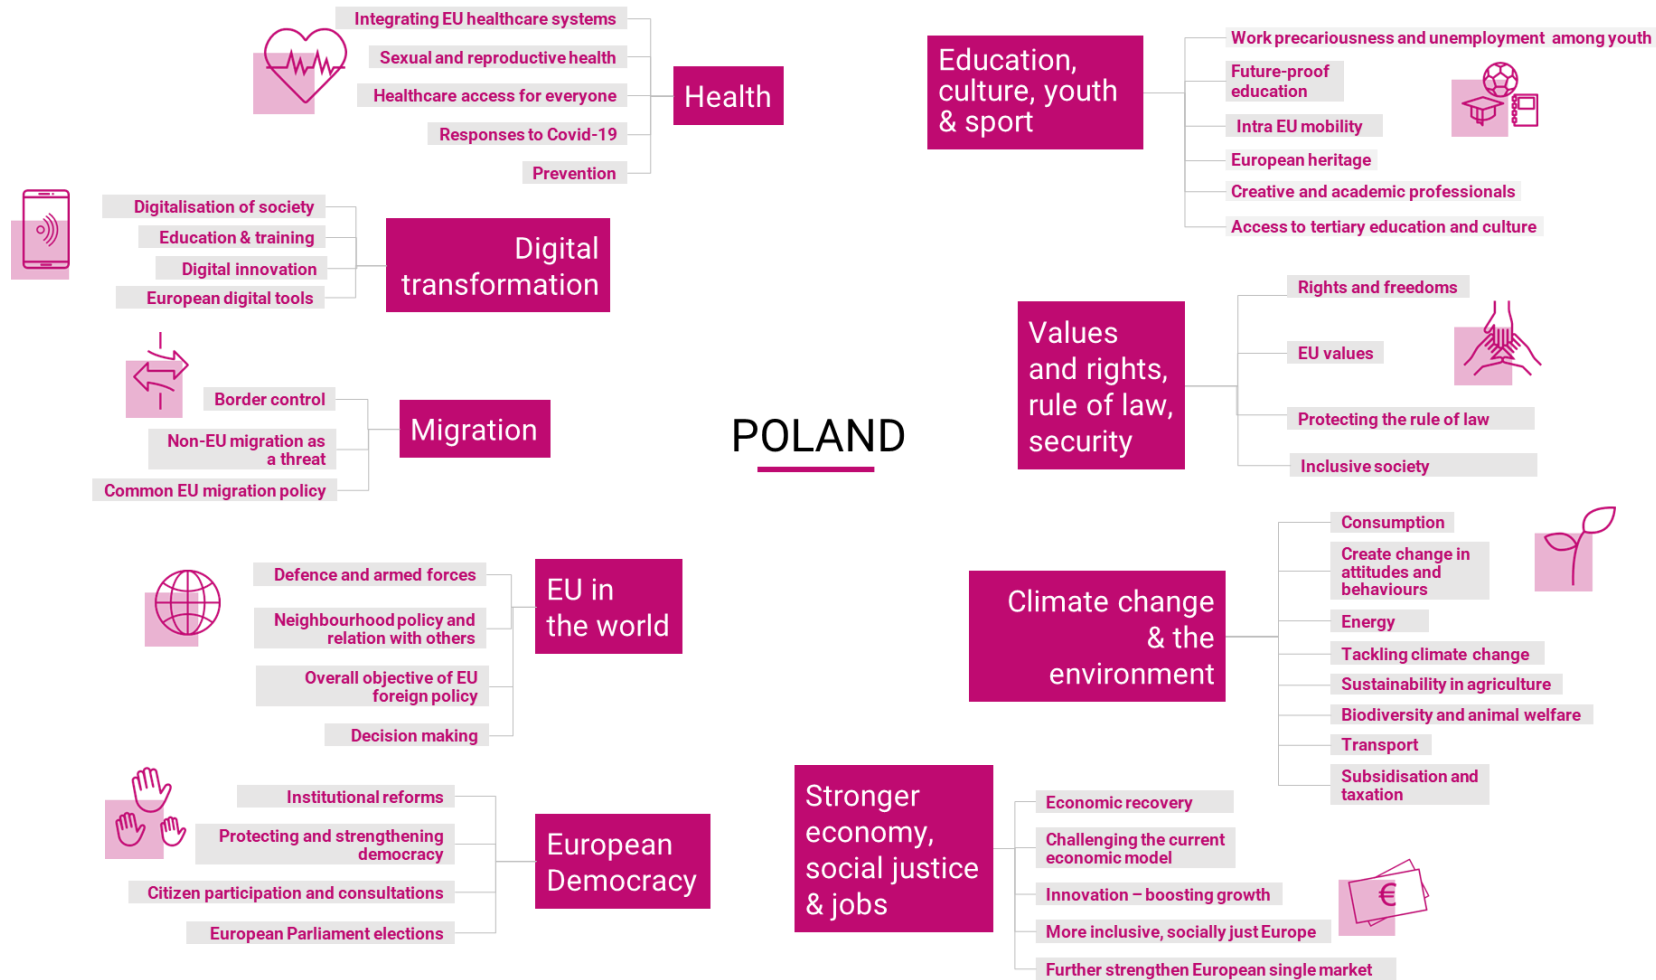 Integrating EU healthcare systems
Sexual and reproductive health
Healthcare access for everyone
Responses to Covid-19
Prevention
Health
Digitalisation of society
Education & training
Digital innovation
European digital tools
Digital
transformation
Border control
Non-EU migration as
a threat
Common EU migration policy
Migration
Defence and armed forces
Neighbourhood policy and
relation with others
Overall objective of EU
foreign policy
Decision making
EU in
the world
Institutional reforms
Protecting and strengthening
democracy
Citizen participation and consultations
European Parliament elections
European
Democracy
POLAND
Education,
culture, youth
& sport
Work precariousness and unemployment among youth
Future-proof
education
Intra EU mobility
European heritage
Creative and academic professionals
Access to tertiary education and culture
Values
and rights,
rule of law,
security
Rights and freedoms
EU values
Protecting the rule of law
Inclusive society
Climate change
& the
environment
Consumption
Create change in
attitudes and
behaviours
Energy
Tackling climate change
Sustainability in agriculture
Biodiversity and animal welfare
Transport
Subsidisation and
taxation
Stronger
economy,
social justice
& jobs
Economic recovery
Challenging the current
economic model
Innovation – boosting growth
More inclusive, socially just Europe
Further strengthen European single market
€